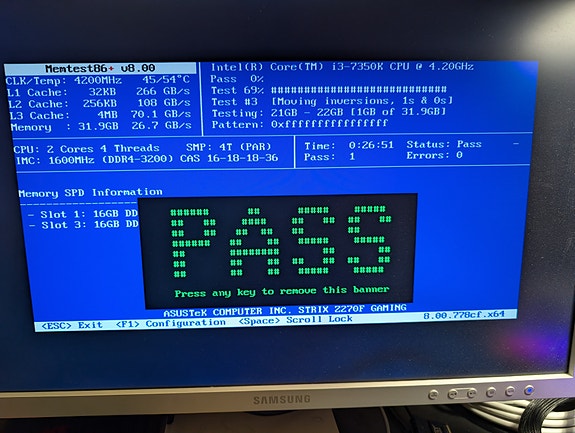 Memtest86+ v8.00
Intel(R) Core(TM) i3-7350K CPU @ 4.20GHz
CLK/Temp: 4200MHz 45/54°C
Pass 0%
L1 Cache: 32KB 266 GB/s
Test 69% ############################
L2 Cache: 256KB 108 GB/s
Test #3 [Moving inversions, 1s & 0s]
L3 Cache: 4MB 70.1 GB/s
Testing: 21GB - 22GB [1GB of 31.9GB]
Memory : 31.9GB 26.7 GB/s
Pattern: 0xffffffffffffffff
CPU: 2 Cores 4 Threads SMP: 4T (PAR)
Time: 0:26:51 Status: Pass -
IMC: 1600MHz (DDR4-3200) CAS 16-18-18-36
Pass: 1 Errors: 0
Memory SPD Information
- Slot 1: 16GB DD
- Slot 3: 16GB DD
PASS
Press any key to remove this banner
ASUSTeK COMPUTER INC. STRIX Z270F GAMING
<ESC> Exit <F1> Configuration <Space> Scroll Lock 8.00.778cf.x64
SAMSUNG